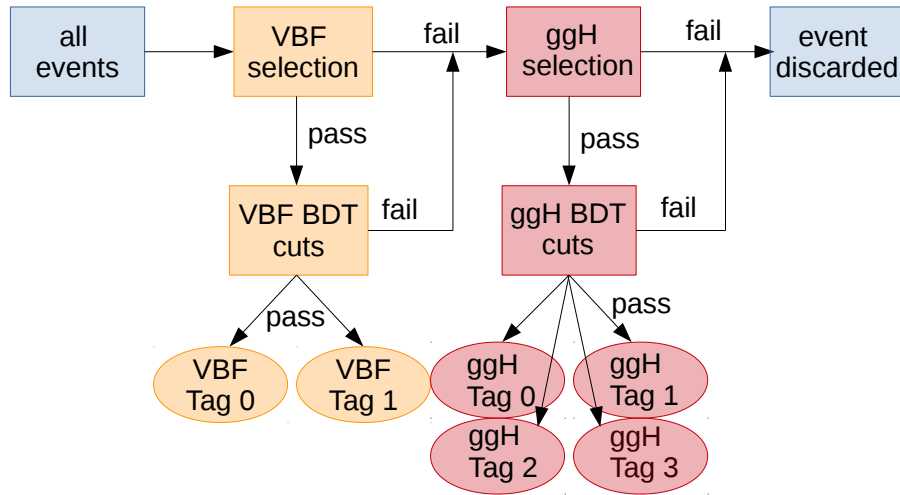 all
events
VBF
selection
fail
ggH
selection
fail
event
discarded
pass
pass
VBF BDT
cuts
fail
ggH BDT
cuts
fail
pass
pass
VBF
Tag 0
VBF
Tag 1
ggH
Tag 0
ggH
Tag 1
ggH
Tag 2
ggH
Tag 3